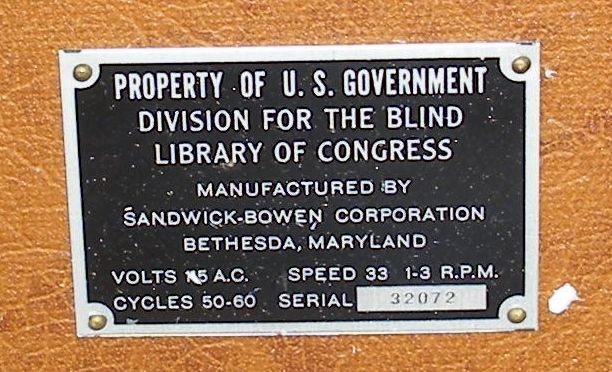 PROPERTY OF U. S. GOVERNMENT
DIVISION FOR THE BLIND
LIBRARY OF CONGRESS
MANUFACTURED BY
SANDWICK-BOWEN CORPORATION
BETHESDA, MARYLAND
VOLTS 115 A.C. SPEED 33 1-3 R.P.M.
CYCLES 50-60 SERIAL 32072